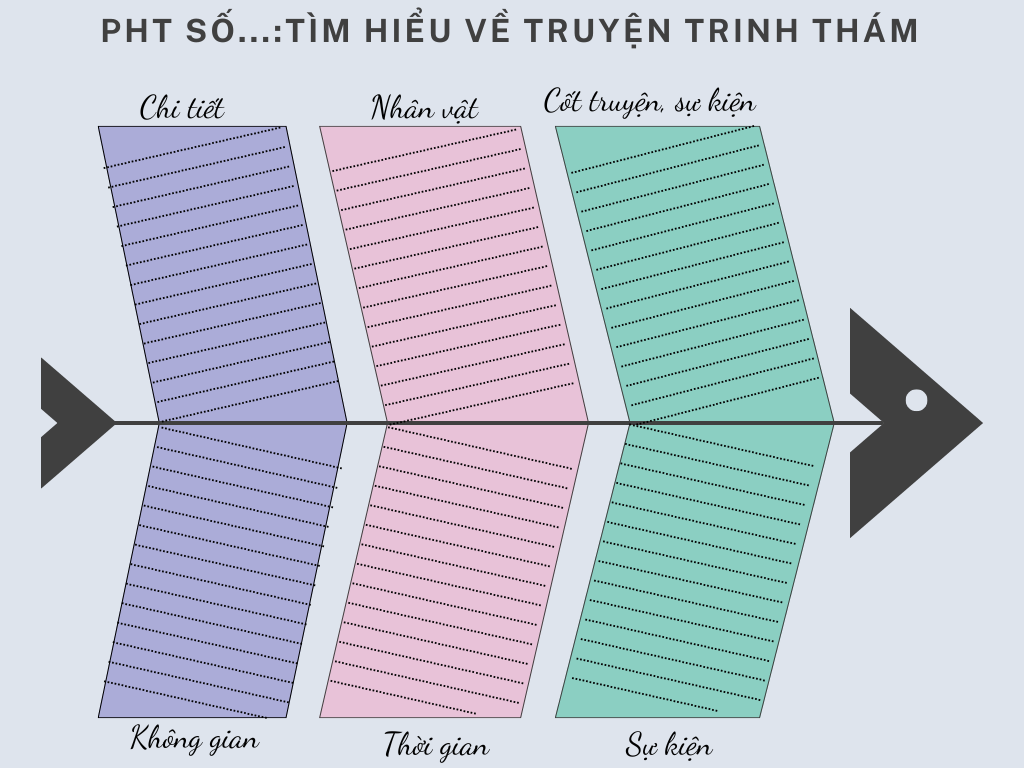 PHT SỐ...:TÌM HIỂU VỀ TRUYỆN TRINH THÁM
Chi tiết
Nhân vật
Cốt truyện, sự kiện
Không gian
Thời gian
Sự kiện